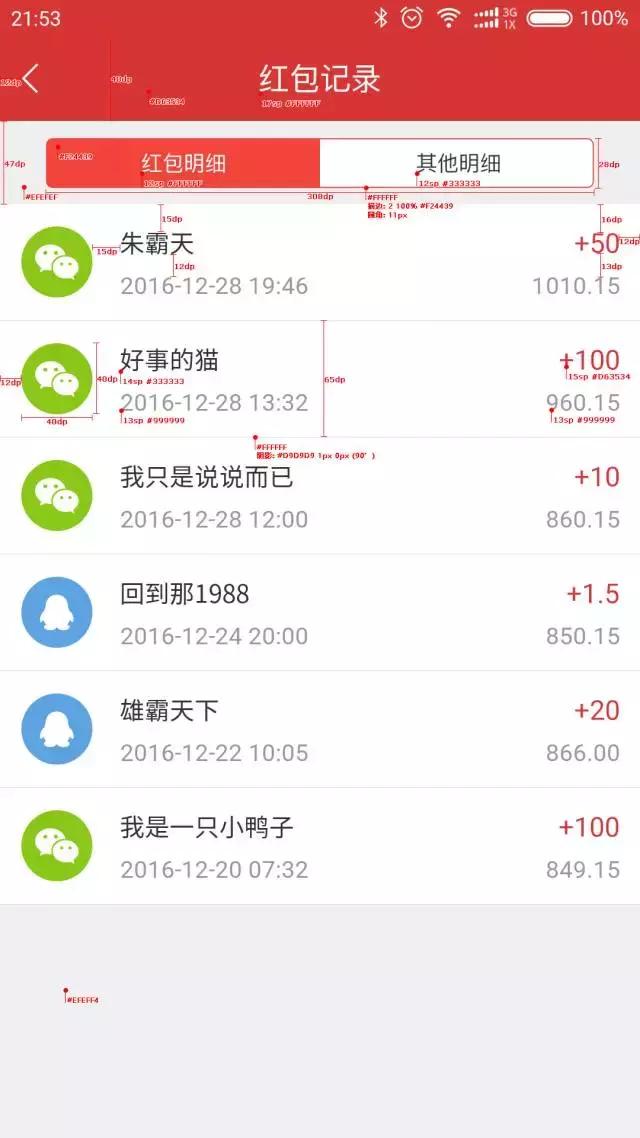 21:53
3G
1X
100%
12dp
40dp
红包记录
#D63534
17sp #FFFFFF
47dp
#F24439
红包明细
其他明细
28dp
12sp #FFFFFF
12sp #333333
#EFEFEF
308dp
#FFFFFF
描边: 2 100% #F24439
圆角: 11px
15dp
16dp
朱霸天
+50
12dp
15dp
12dp
13dp
2016-12-28 19:46
1010.15
好事的猫
+100
12dp
40dp
14sp #333333
65dp
15sp #D63534
2016-12-28 13:32
960.15
40dp
13sp #999999
13sp #999999
#FFFFFF
阴影: #D9D9D9 1px 0px (90°)
我只是说说而已
+10
2016-12-28 12:00
860.15
回到那1988
+1.5
2016-12-24 20:00
850.15
雄霸天下
+20
2016-12-22 10:05
866.00
我是一只小鸭子
+100
2016-12-20 07:32
849.15
#EFEFF4